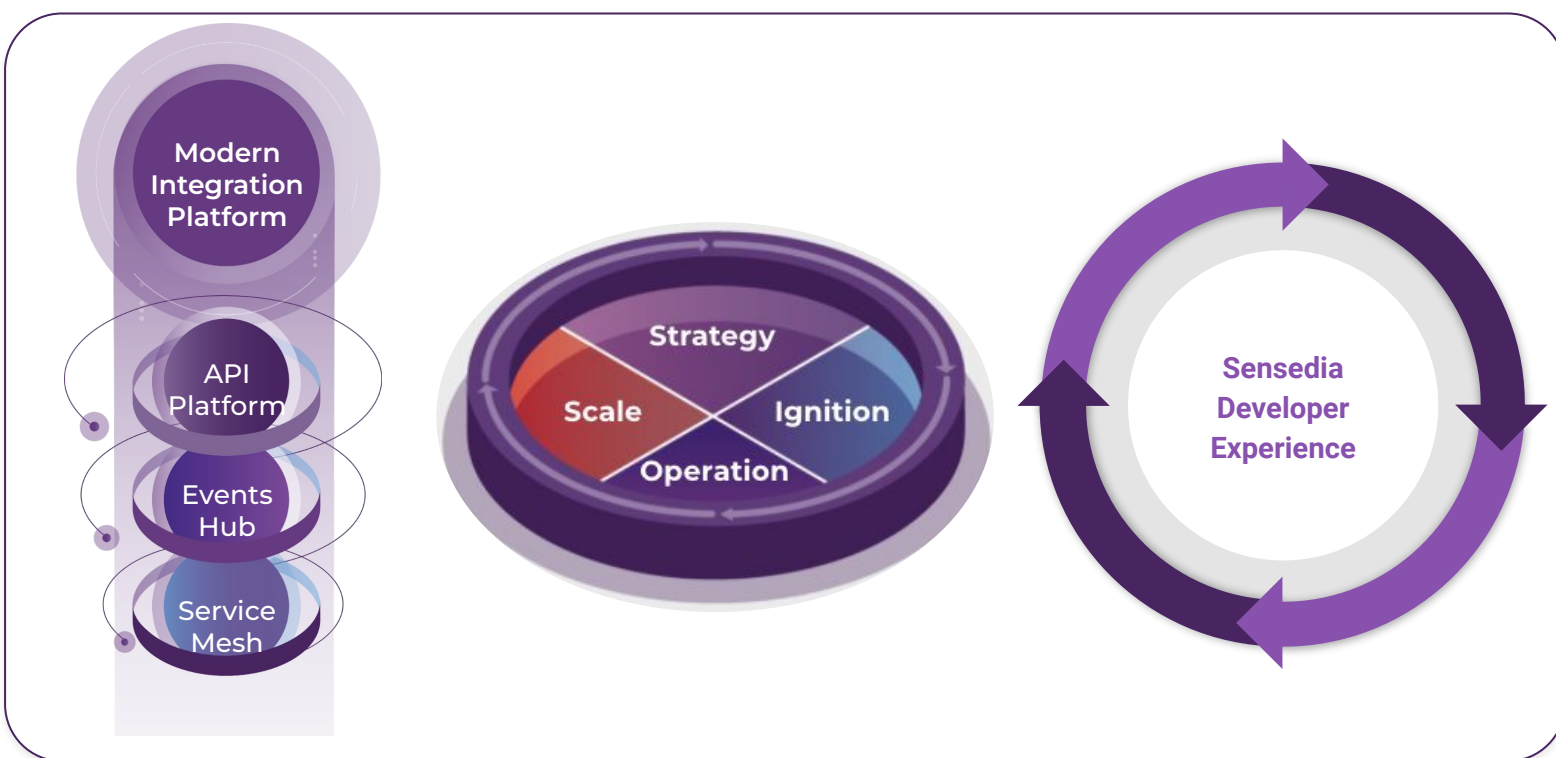 Modern
Integration
Platform
API
Platform
Events
Hub
Service
Mesh
Strategy
Scale
Ignition
Operation
Sensedia
Developer
Experience